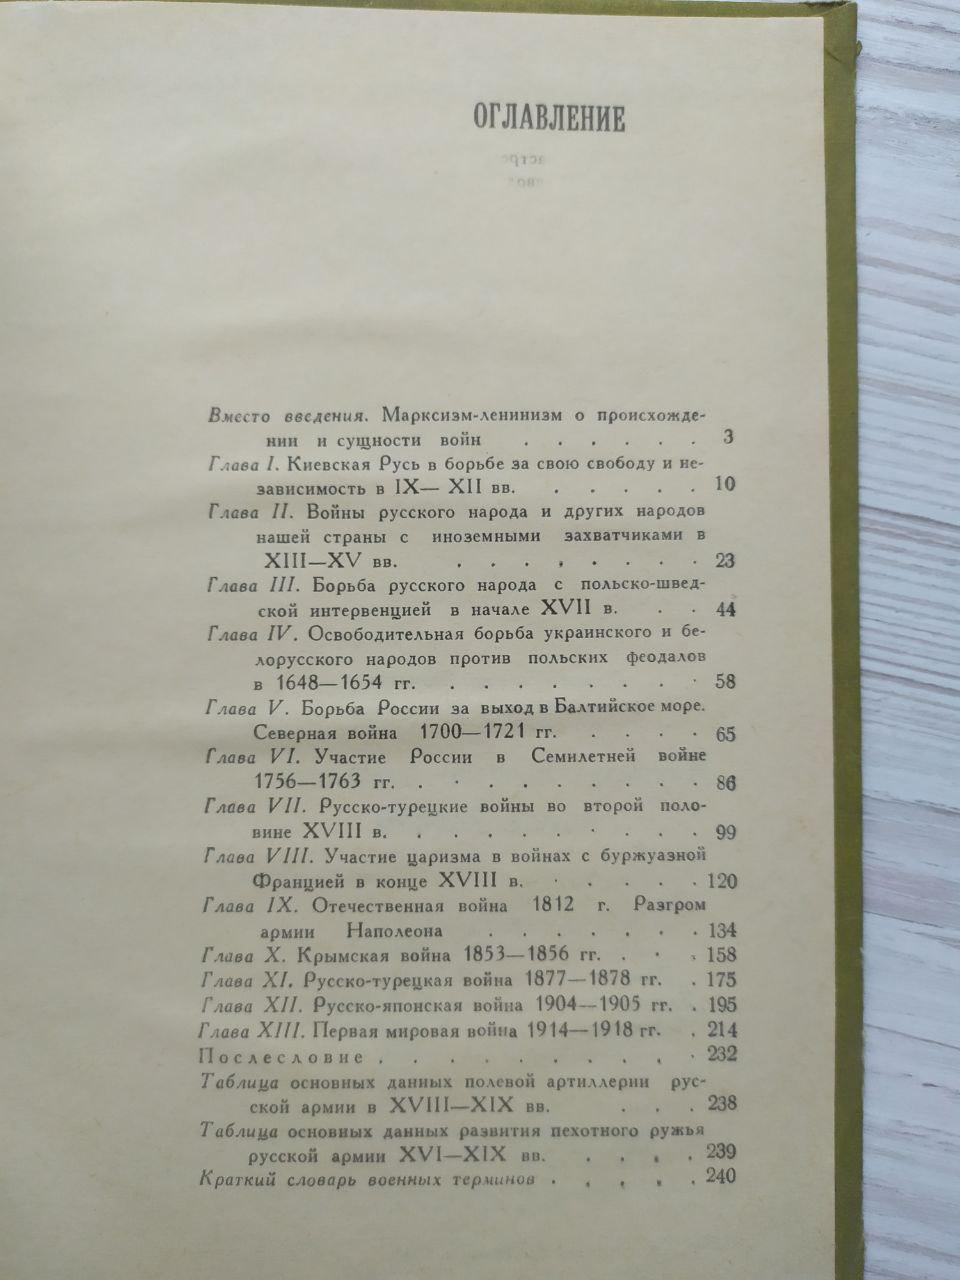 ОГЛАВЛЕНИЕ
Вместо введения. Марксизм-ленинизм о происхожде-
нии и сущности войн . . . . . . 3
Глава I. Киевская Русь в борьбе за свою свободу и не-
зависимость в IX— XII вв. . . . . . 10
Глава II. Войны русского народа и других народов
нашей страны с иноземными захватчиками в
XIII—XV вв. . . . . . . . . 23
Глава III. Борьба русского народа с польско-швед-
ской интервенцией в начале XVII в. . . 44
Глава IV. Освободительная борьба украинского и бе-
лорусского народов против польских феодалов
в 1648—1654 гг. . . . . . . . . 58
Глава V. Борьба России за выход в Балтийское море.
Северная война 1700—1721 гг. . . . . 65
Глава VI. Участие России в Семилетней войне
1756—1763 гг. . . . . . . . . . 86
Глава VII. Русско-турецкие войны во второй поло-
вине XVIII в. . . . . . . . . . 99
Глава VIII. Участие царизма в войнах с буржуазной
Францией в конце XVIII в. . . . . . 120
Глава IX. Отечественная война 1812 г. Разгром
армии Наполеона . . . . . . . 134
Глава X. Крымская война 1853—1856 гг. . . . 158
Глава XI. Русско-турецкая война 1877—1878 гг. . 175
Глава XII. Русско-японская война 1904—1905 гг. . 195
Глава XIII. Первая мировая война 1914—1918 гг. . 214
Послесловие . . . . . . . . . . 232
Таблица основных данных полевой артиллерии рус-
ской армии в XVIII—XIX вв. . . . 238
Таблица основных данных развития пехотного ружья
русской армии XVI—XIX вв. . . . . 239
Краткий словарь военных терминов . . . . . 240